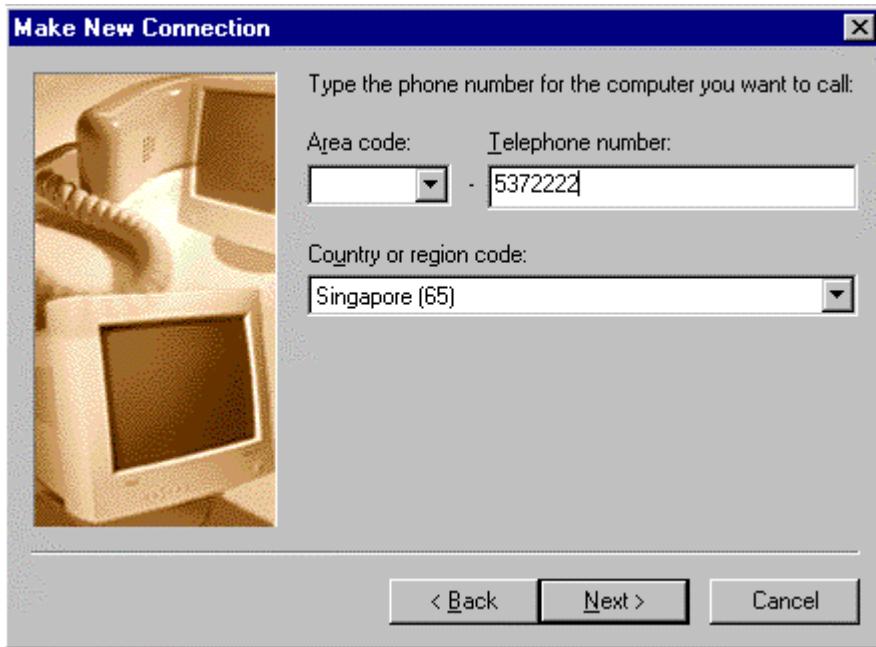 Make New Connection
Type the phone number for the computer you want to call:
Area code: Telephone number:
- 5372222
Country or region code:
Singapore (65)
< Back Next > Cancel